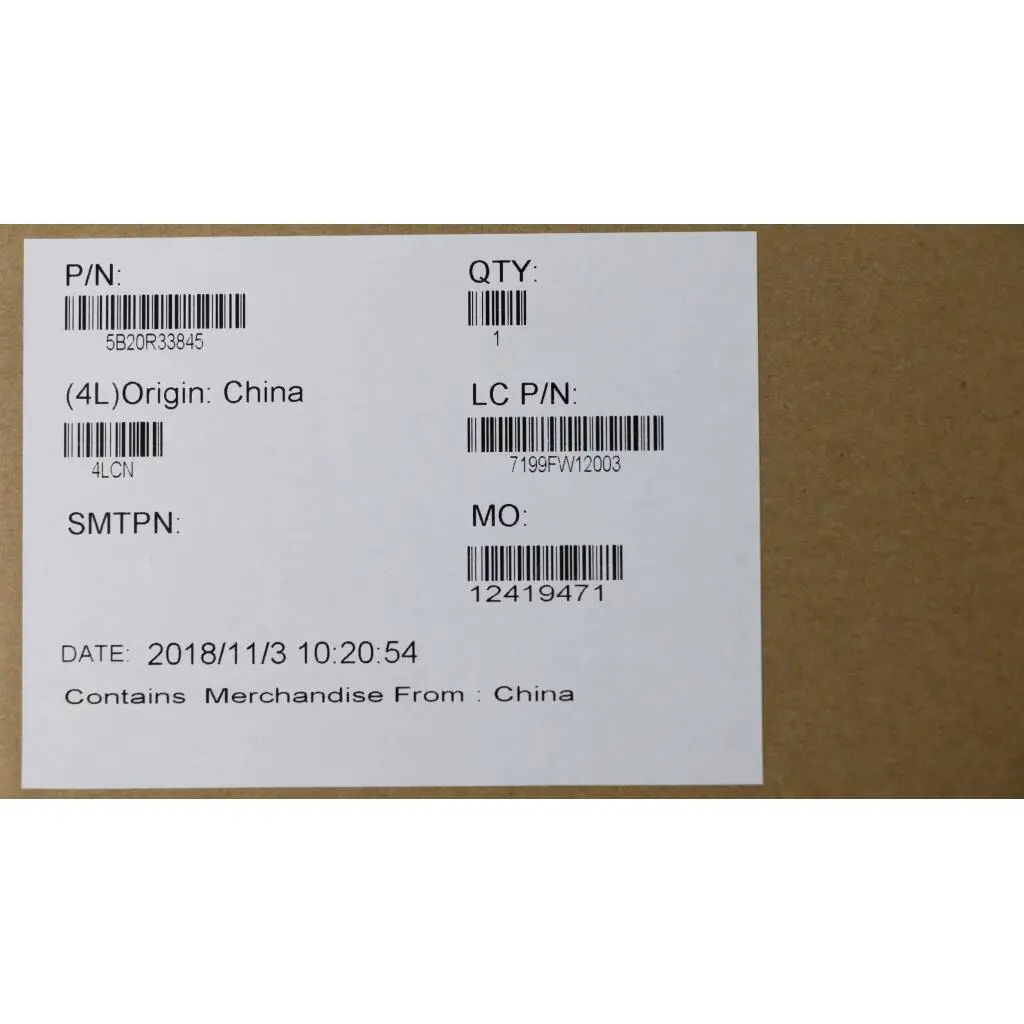 P/N:
5B20R33845
QTY:
1
(4L)Origin: China
4LCN
LC P/N:
7199FW12003
SMTPN:
MO:
12419471
DATE: 2018/11/3 10:20:54
Contains Merchandise From : China